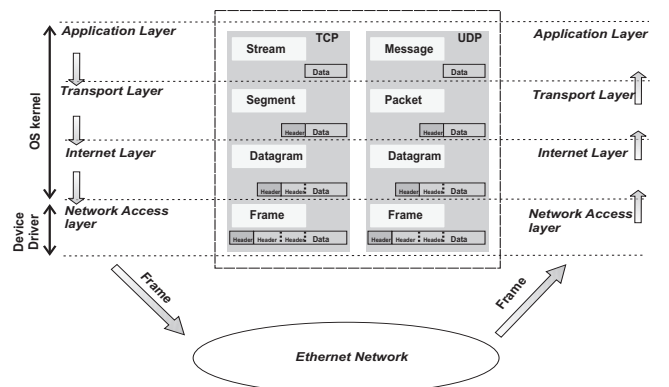 TCP UDP
Application Layer Stream Message Application Layer
Data Data
Transport Layer Segment Packet Transport Layer
Header Data Header Data
OS kernel
Internet Layer Datagram Datagram Internet Layer
Header Header Data Header Header Data
Network Access layer Frame Frame Network Access layer
Device Driver
Header Header Header Data Header Header Header Data
Frame Frame
Ethernet Network